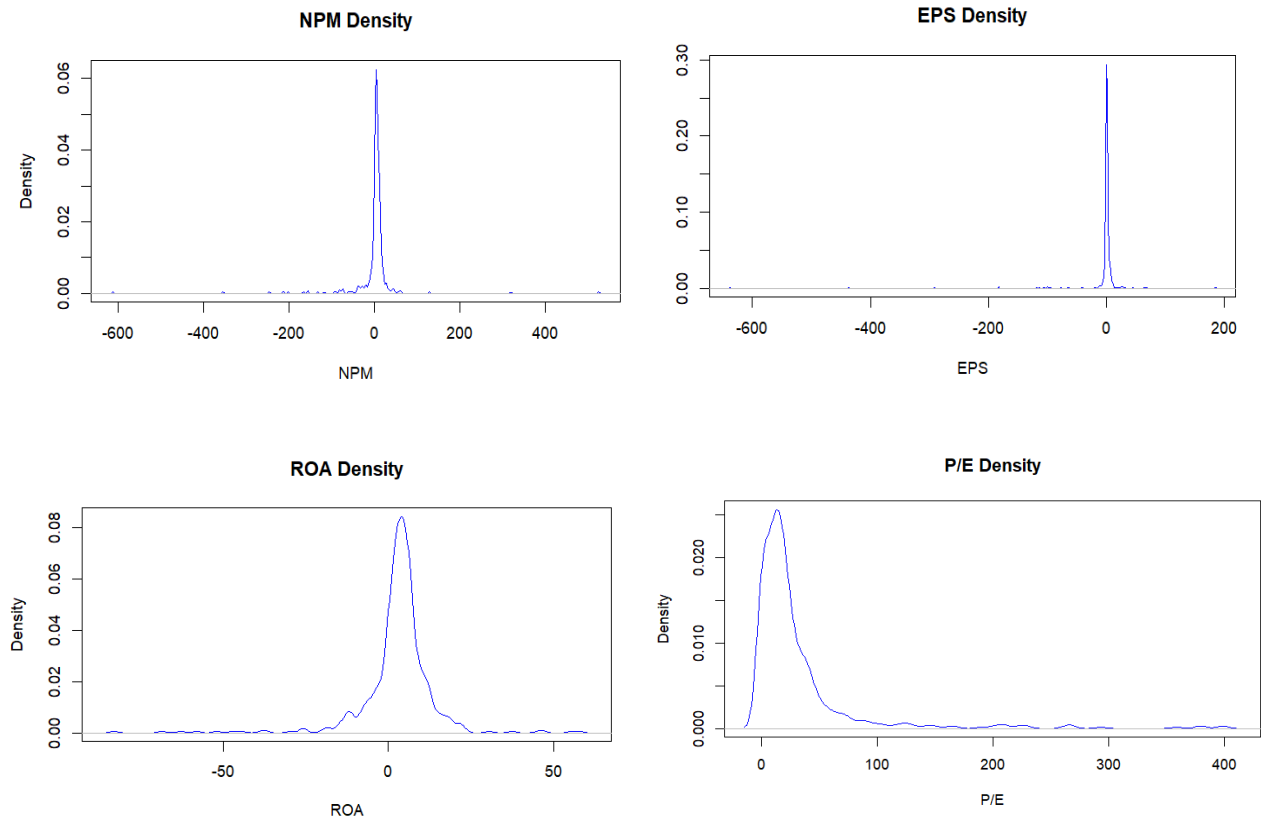 NPM Density
Density
0.00 0.02 0.04 0.06
-600 -400 -200 0 200 400
NPM
EPS Density
0.00 0.10 0.20 0.30
-600 -400 -200 0 200
EPS
ROA Density
Density
0.00 0.02 0.04 0.06 0.08
-50 0 50
ROA
P/E Density
Density
0.000 0.010 0.020
0 100 200 300 400
P/E